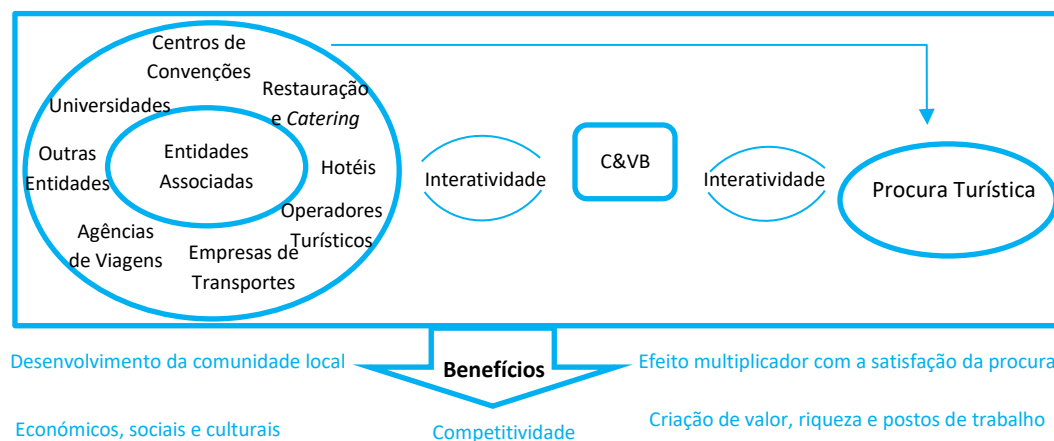 Centros de
Convenções
Restauração
e Catering
Universidades
Outras
Entidades
Entidades
Associadas
Hotéis
Operadores
Turísticos
Agências
de Viagens
Empresas de
Transportes
Interatividade
C&VB
Interatividade
Procura Turística
Desenvolvimento da comunidade local
Benefícios
Efeito multiplicador com a satisfação da procura
Económicos, sociais e culturais
Competitividade
Criação de valor, riqueza e postos de trabalho